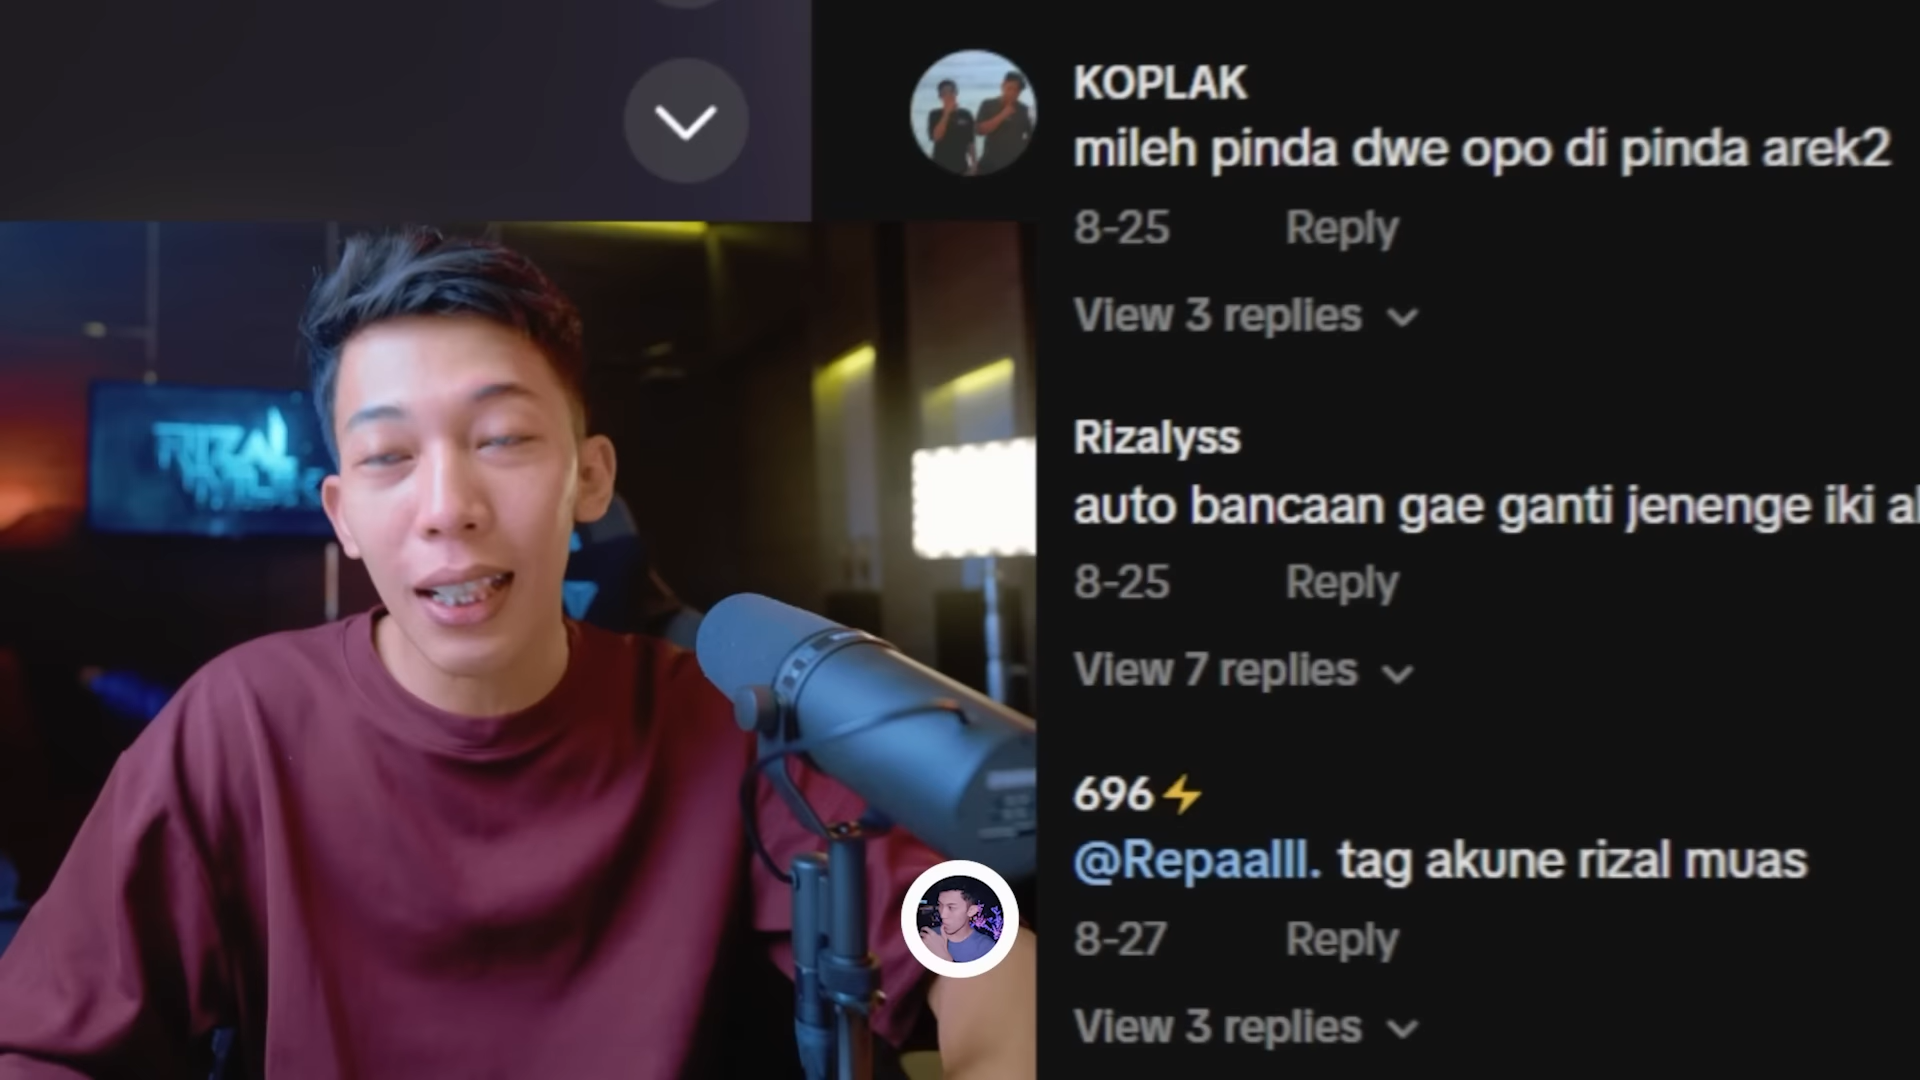 KOPLAK
mileh pinda dwe opo di pinda arek2
8-25 Reply
View 3 replies
Rizalyss
auto bancaan gae ganti jenenge iki
8-25 Reply
View 7 replies
696⚡
@Repaalll. tag akune rizal muas
8-27 Reply
View 3 replies
RIZAL